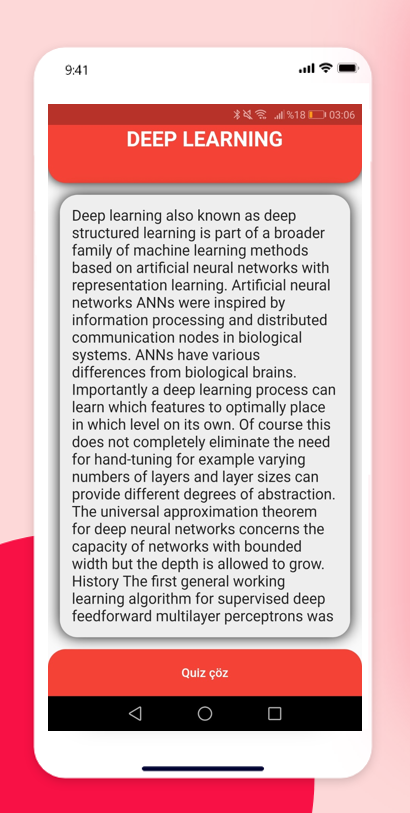 9:41
%18 03:06
DEEP LEARNING
Deep learning also known as deep
structured learning is part of a broader
family of machine learning methods
based on artificial neural networks with
representation learning. Artificial neural
networks ANNs were inspired by
information processing and distributed
communication nodes in biological
systems. ANNs have various
differences from biological brains.
Importantly a deep learning process can
learn which features to optimally place
in which level on its own. Of course this
does not completely eliminate the need
for hand-tuning for example varying
numbers of layers and layer sizes can
provide different degrees of abstraction.
The universal approximation theorem
for deep neural networks concerns the
capacity of networks with bounded
width but the depth is allowed to grow.
History The first general working
learning algorithm for supervised deep
feedforward multilayer perceptrons was
Quiz çöz